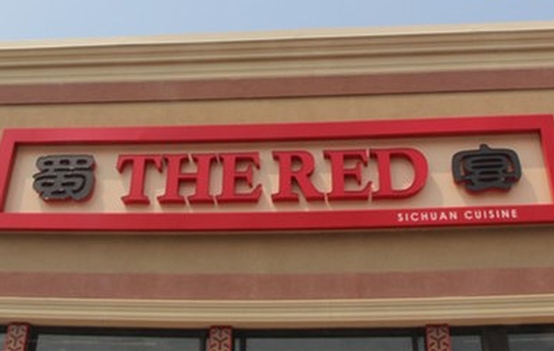 蜀 THE RED 宴
SICHUAN CUISINE